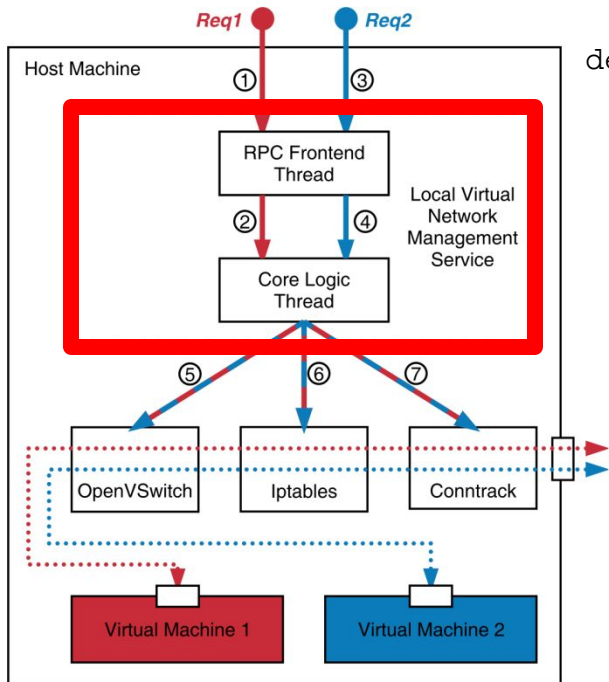 Req1
Req2
Host Machine
de
①
③
RPC Frontend
Thread
②
④
Local Virtual
Network
Management
Service
Core Logic
Thread
⑤
⑥
⑦
OpenVSwitch
Iptables
Conntrack
Virtual Machine 1
Virtual Machine 2